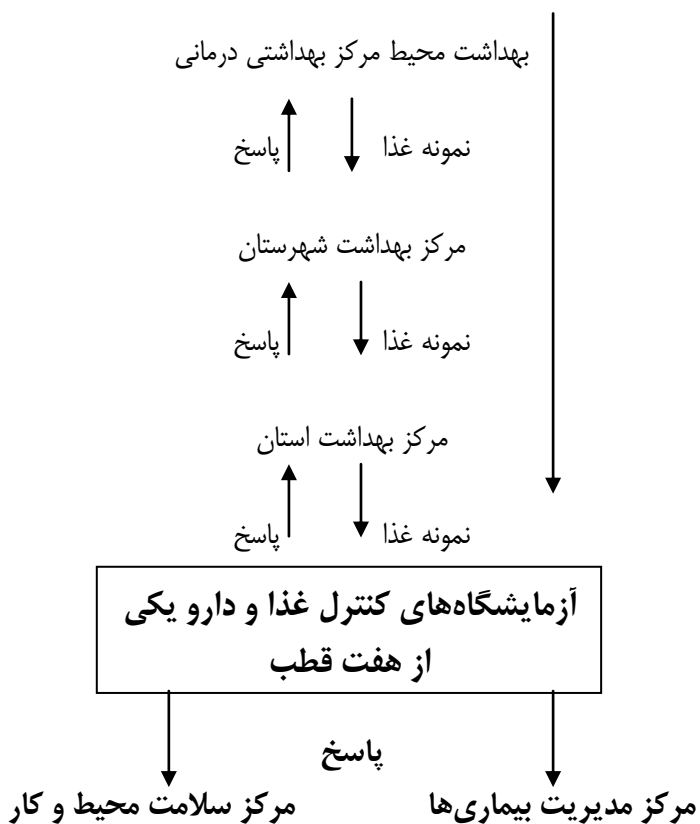 بهداشت محیط مرکز بهداشتی درمانی
نمونه غذا
پاسخ
مرکز بهداشت شهرستان
نمونه غذا
پاسخ
مرکز بهداشت استان
نمونه غذا
پاسخ
آزمایشگاه‌های کنترل غذا و دارو یکی
از هفت قطب
پاسخ
مرکز مدیریت بیماری‌ها
مرکز سلامت محیط و کار